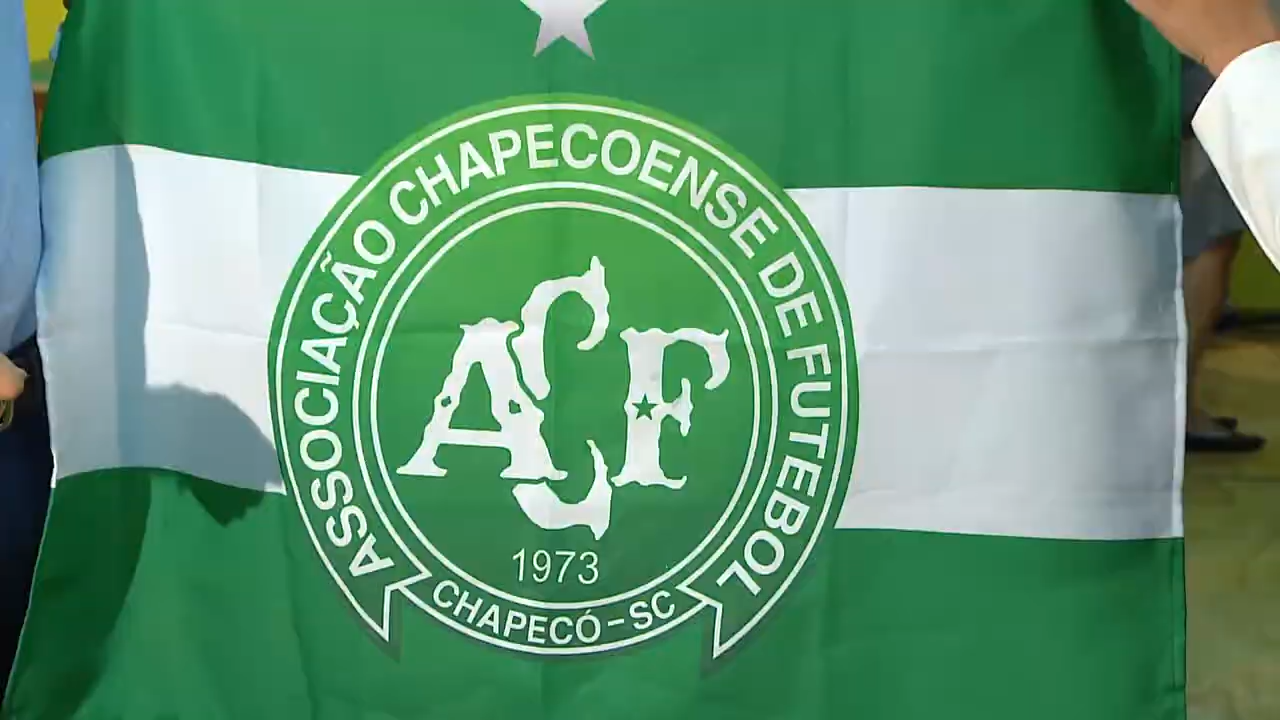 ASSOCIAÇÃO CHAPECOENSE DE FUTEBOL
ACF
1973
CHAPECÓ - SC